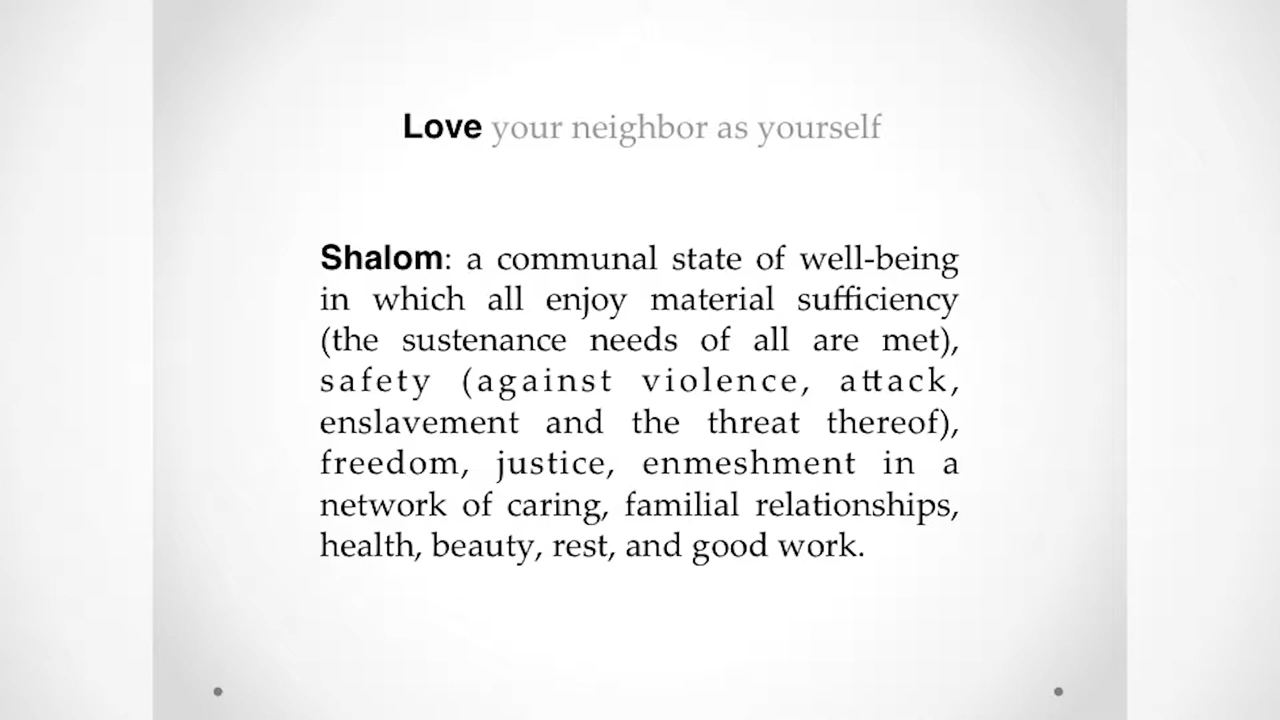 Love your neighbor as yourself
Shalom: a communal state of well-being
in which all enjoy material sufficiency
(the sustenance needs of all are met),
safety (against violence, attack,
enslavement and the threat thereof),
freedom, justice, enmeshment in a
network of caring, familial relationships,
health, beauty, rest, and good work.